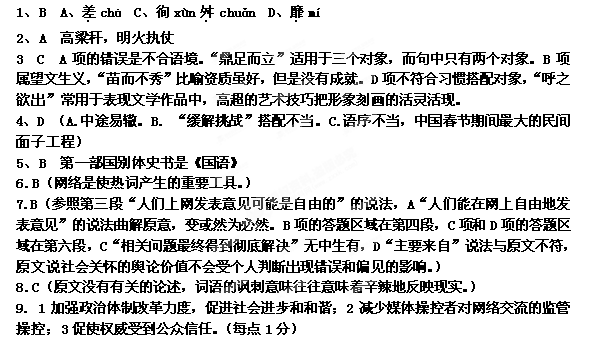 1、B　A、差 chā　C、徇 xùn 舛 chuǎn　D、靡 mí
2、A　高梁秆，明火执仗
3　C　A 项的错误是不合语境。“鼎足而立”适用于三个对象，而句中只有两个对象。B 项
属望文生义，“苗而不秀”比喻资质虽好，但是没有成就。D 项不符合习惯搭配对象，“呼之
欲出”常用于表现文学作品中，高超的艺术技巧把形象刻画的活灵活现。
4、D　（A.中途易辙。B. “缓解挑战”搭配不当。C.语序不当，中国春节期间最大的民间
面子工程）
5、B　第一部国别体史书是《国语》
6.B（网络是使热词产生的重要工具。）
7.B（参照第三段“人们上网发表意见可能是自由的”的说法，A“人们能在网上自由地发
表意见”的说法曲解原意，变或然为必然。B 项的答题区域在第四段，C 项和 D 项的答题区
域在第六段，C“相关问题最终得到彻底解决”无中生有，D“主要来自”说法与原文不符，
原文说社会关怀的舆论价值不会受个人判断出现错误和偏见的影响。）
8.C（原文没有有关的论述，词语的讽刺意味往往意味着辛辣地反映现实。）
9. 1 加强政治体制改革力度，促进社会进步和和谐；2 减少媒体操控者对网络交流的监管
操控；3 促使权威受到公众信任。（每点 1 分）